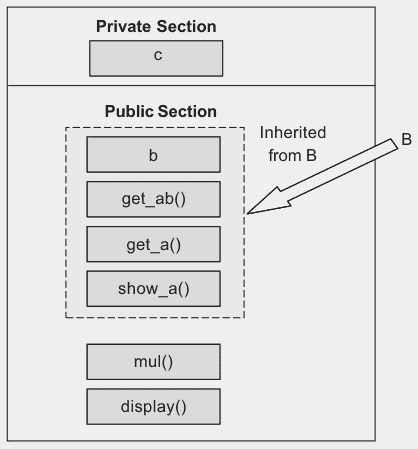 Private Section
c
Public Section
Inherited
from B
B
b
get_ab()
get_a()
show_a()
mul()
display()